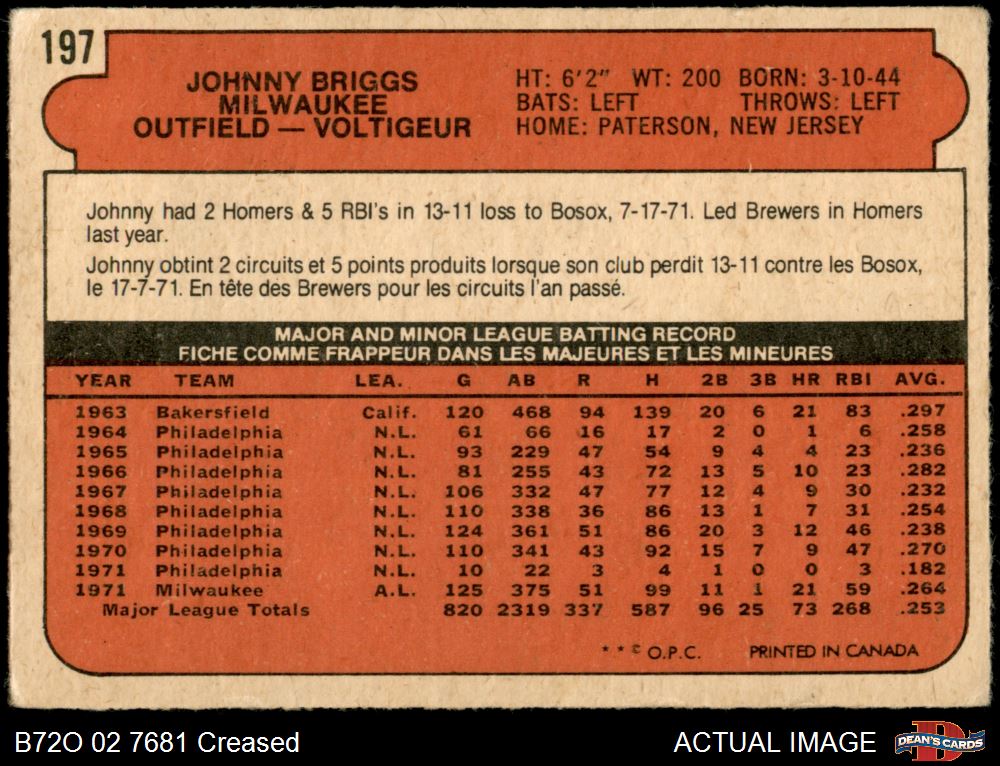 197
JOHNNY BRIGGS
MILWAUKEE
OUTFIELD — VOLTIGEUR
HT: 6'2" WT: 200 BORN: 3-10-44
BATS: LEFT THROWS: LEFT
HOME: PATERSON, NEW JERSEY
Johnny had 2 Homers & 5 RBI's in 13-11 loss to Bosox, 7-17-71. Led Brewers in Homers
last year.
Johnny obtint 2 circuits et 5 points produits lorsque son club perdit 13-11 contre les Bosox,
le 17-7-71. En tête des Brewers pour les circuits l'an passé.
MAJOR AND MINOR LEAGUE BATTING RECORD
FICHE COMME FRAPPEUR DANS LES MAJEURES ET LES MINEURES
YEAR TEAM LEA. G AB R H 2B 3B HR RBI AVG.
1963 Bakersfield Calif. 120 468 94 139 20 6 21 83 .297
1964 Philadelphia N.L. 61 66 16 17 2 0 1 6 .258
1965 Philadelphia N.L. 93 229 47 54 9 4 4 23 .236
1966 Philadelphia N.L. 81 255 43 72 13 5 10 23 .282
1967 Philadelphia N.L. 106 332 47 77 12 4 9 30 .232
1968 Philadelphia N.L. 110 338 36 86 13 1 7 31 .254
1969 Philadelphia N.L. 124 361 51 86 20 3 12 46 .238
1970 Philadelphia N.L. 110 341 43 92 15 7 9 47 .270
1971 Philadelphia N.L. 10 22 3 4 1 0 0 3 .182
1971 Milwaukee A.L. 125 375 51 99 11 1 21 59 .264
Major League Totals 820 2319 337 587 96 25 73 268 .253
* * © O.P.C. PRINTED IN CANADA
B72O 02 7681 Creased ACTUAL IMAGE
D
DEAN'S CARDS